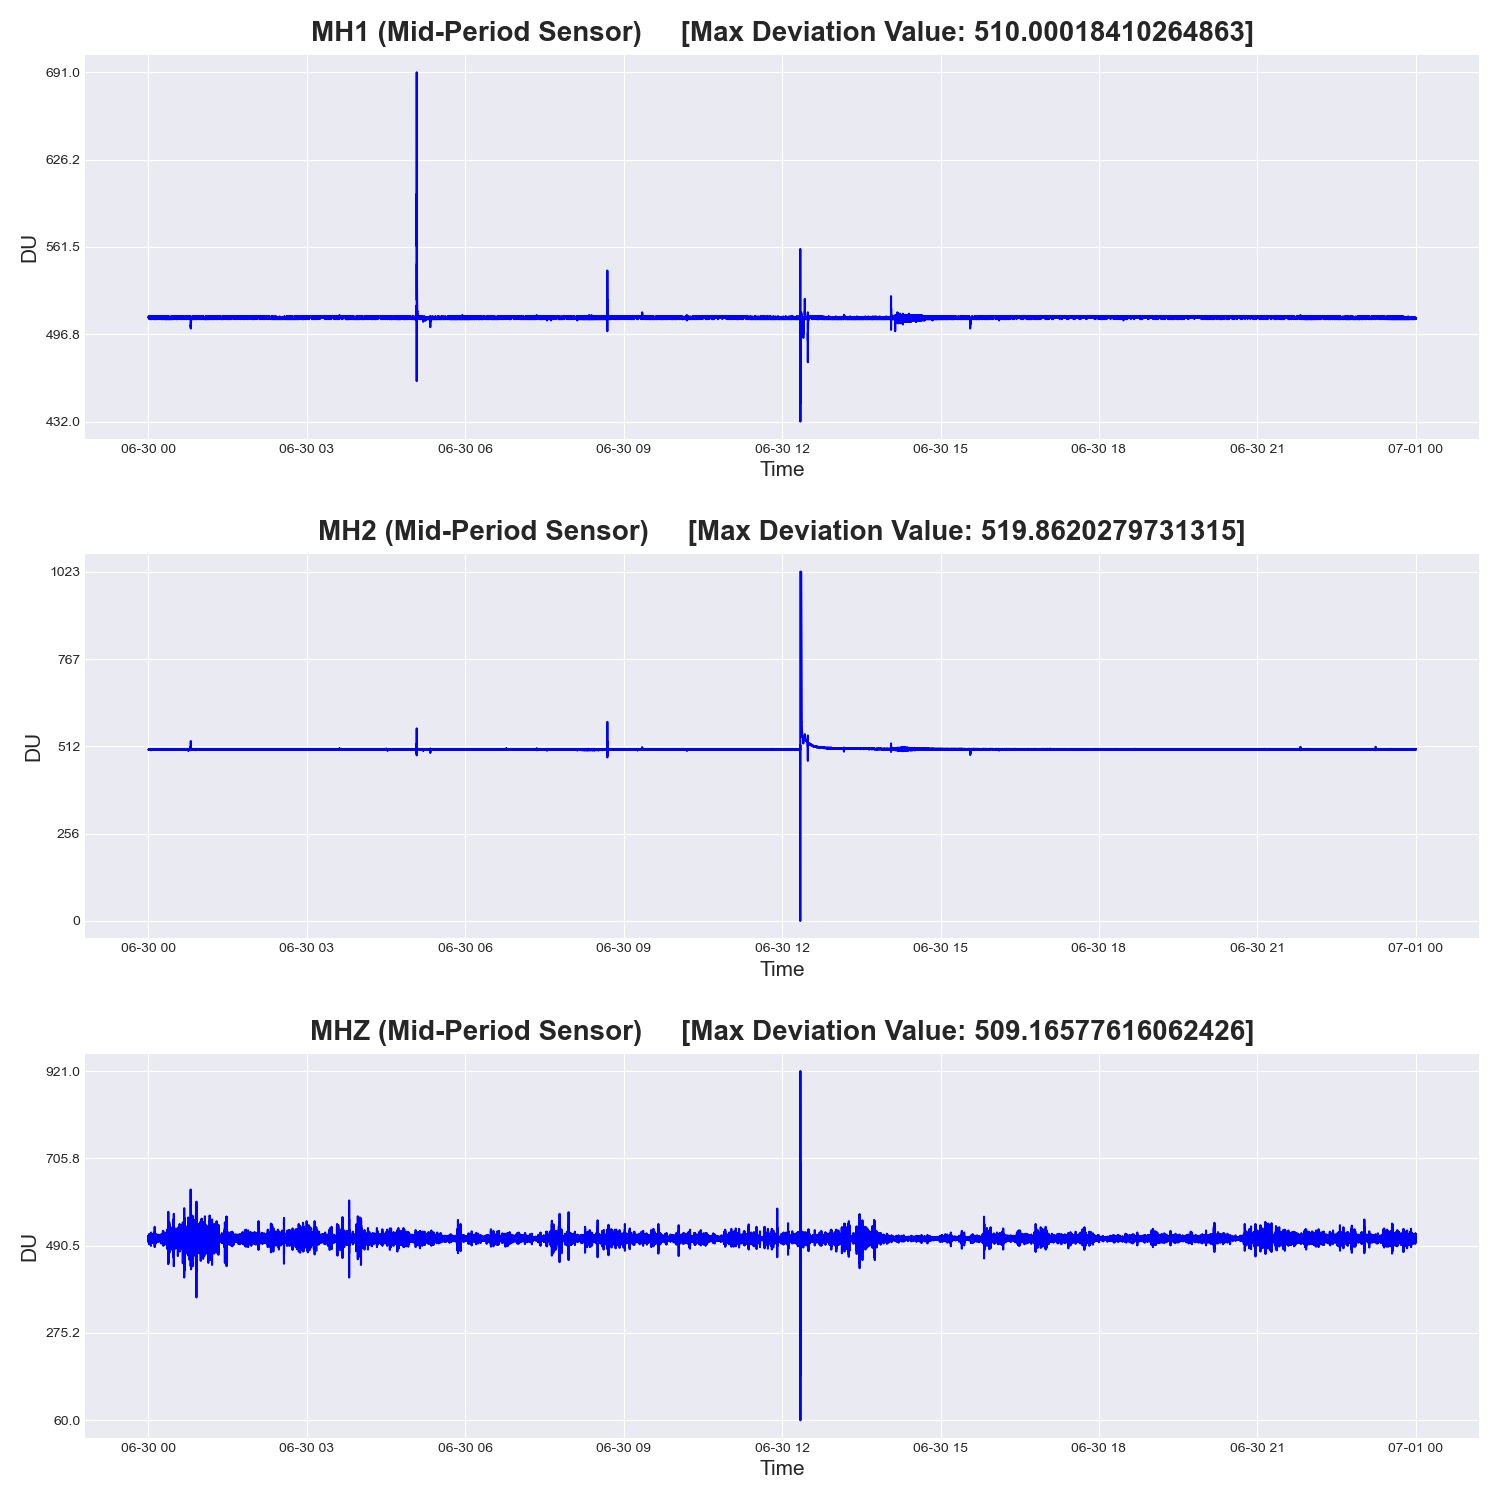 MH1 (Mid-Period Sensor) [Max Deviation Value: 510.00018410264863]
691.0
626.2
561.5
496.8
432.0
DU
06-30 00 06-30 03 06-30 06 06-30 09 06-30 12 06-30 15 06-30 18 06-30 21 07-01 00
Time
MH2 (Mid-Period Sensor) [Max Deviation Value: 519.8620279731315]
1023
767
512
256
0
DU
06-30 00 06-30 03 06-30 06 06-30 09 06-30 12 06-30 15 06-30 18 06-30 21 07-01 00
Time
MHZ (Mid-Period Sensor) [Max Deviation Value: 509.16577616062426]
921.0
705.8
490.5
275.2
60.0
DU
06-30 00 06-30 03 06-30 06 06-30 09 06-30 12 06-30 15 06-30 18 06-30 21 07-01 00
Time